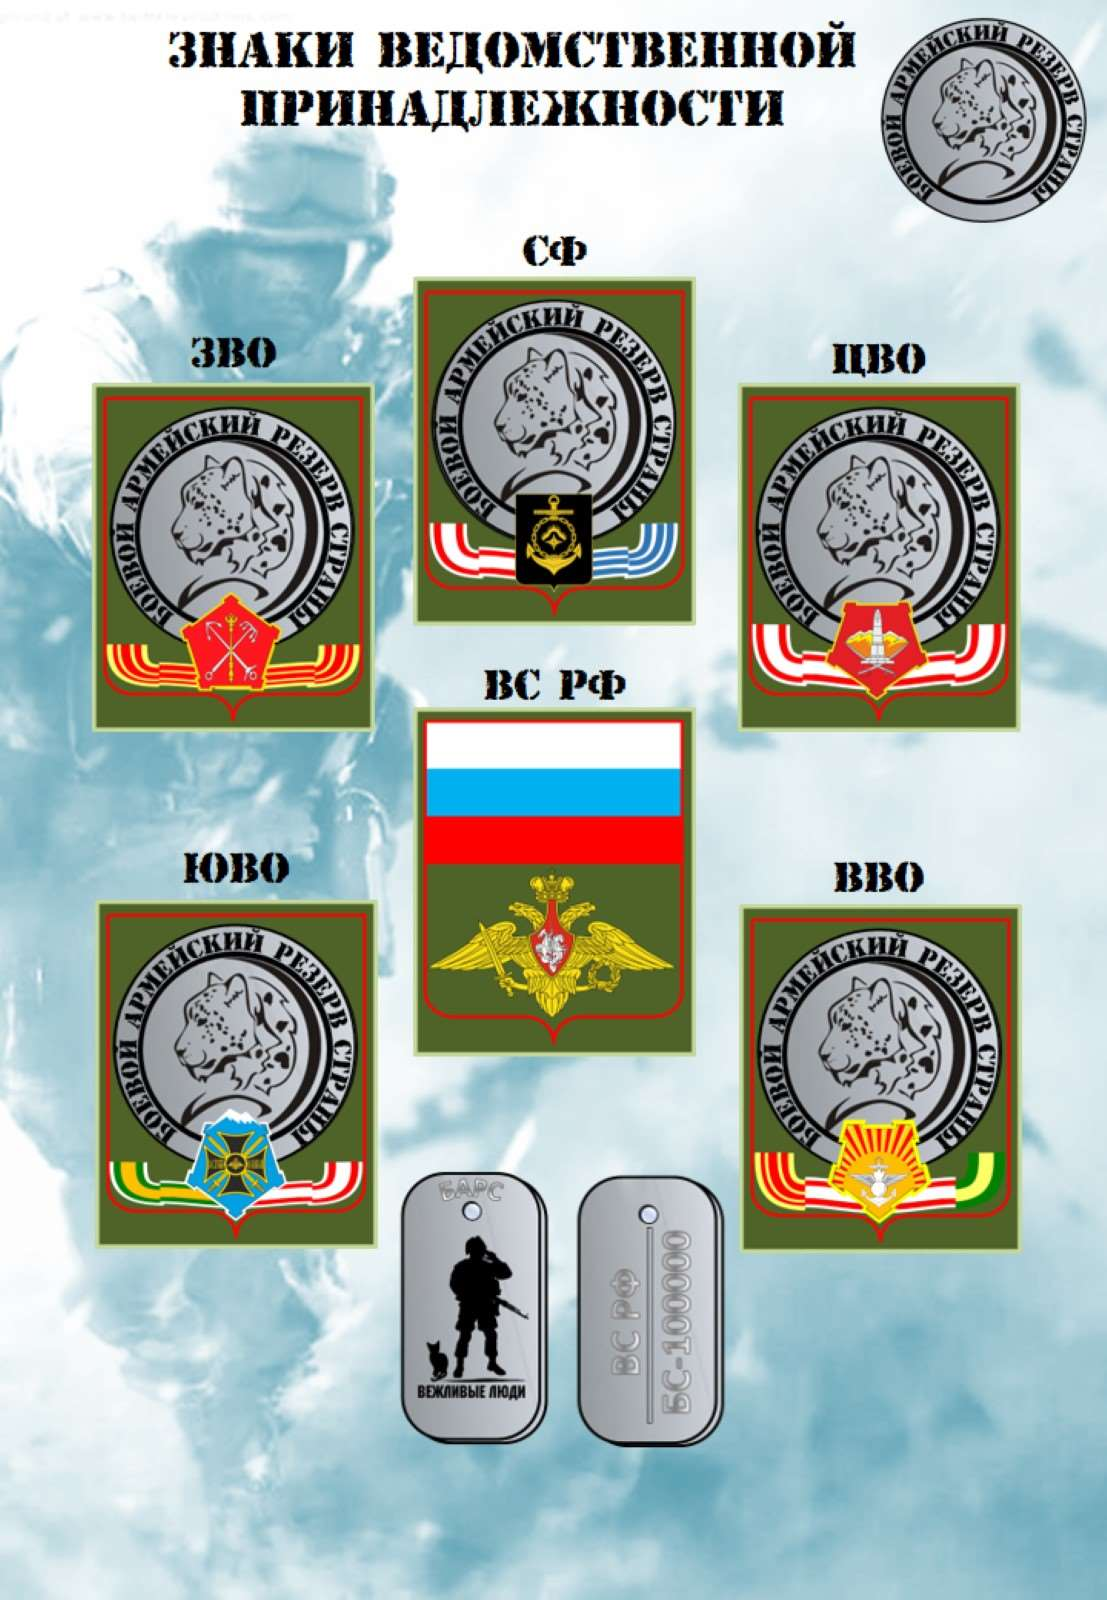 ЗНАКИ ВЕДОМСТВЕННОЙ
ПРИНАДЛЕЖНОСТИ
БОЕВОЙ АРМЕЙСКИЙ РЕЗЕРВ СТРАНЫ
СФ
БОЕВОЙ АРМЕЙСКИЙ РЕЗЕРВ СТРАНЫ
ЗВО
БОЕВОЙ АРМЕЙСКИЙ РЕЗЕРВ СТРАНЫ
ЦВО
БОЕВОЙ АРМЕЙСКИЙ РЕЗЕРВ СТРАНЫ
ВС РФ
ЮВО
БОЕВОЙ АРМЕЙСКИЙ РЕЗЕРВ СТРАНЫ
ВВО
БОЕВОЙ АРМЕЙСКИЙ РЕЗЕРВ СТРАНЫ
БАРС
ВЕЖЛИВЫЕ ЛЮДИ
ВС РФ
БС-100000